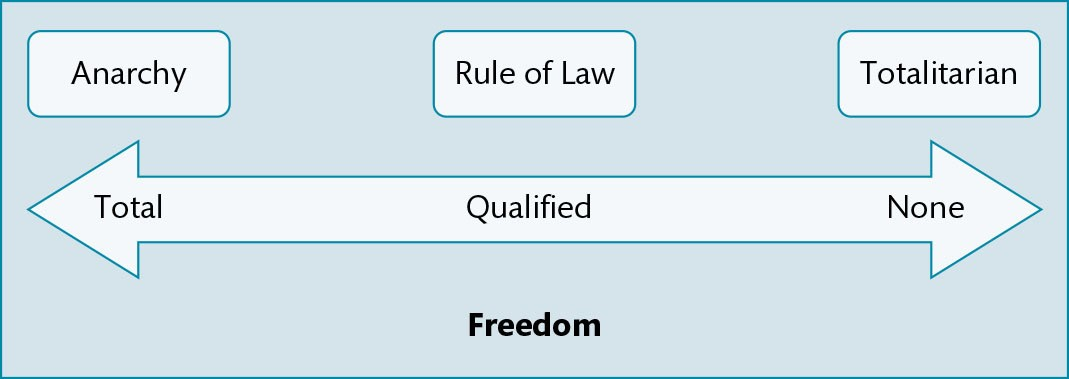 Anarchy Rule of Law Totalitarian
Total Qualified None
Freedom